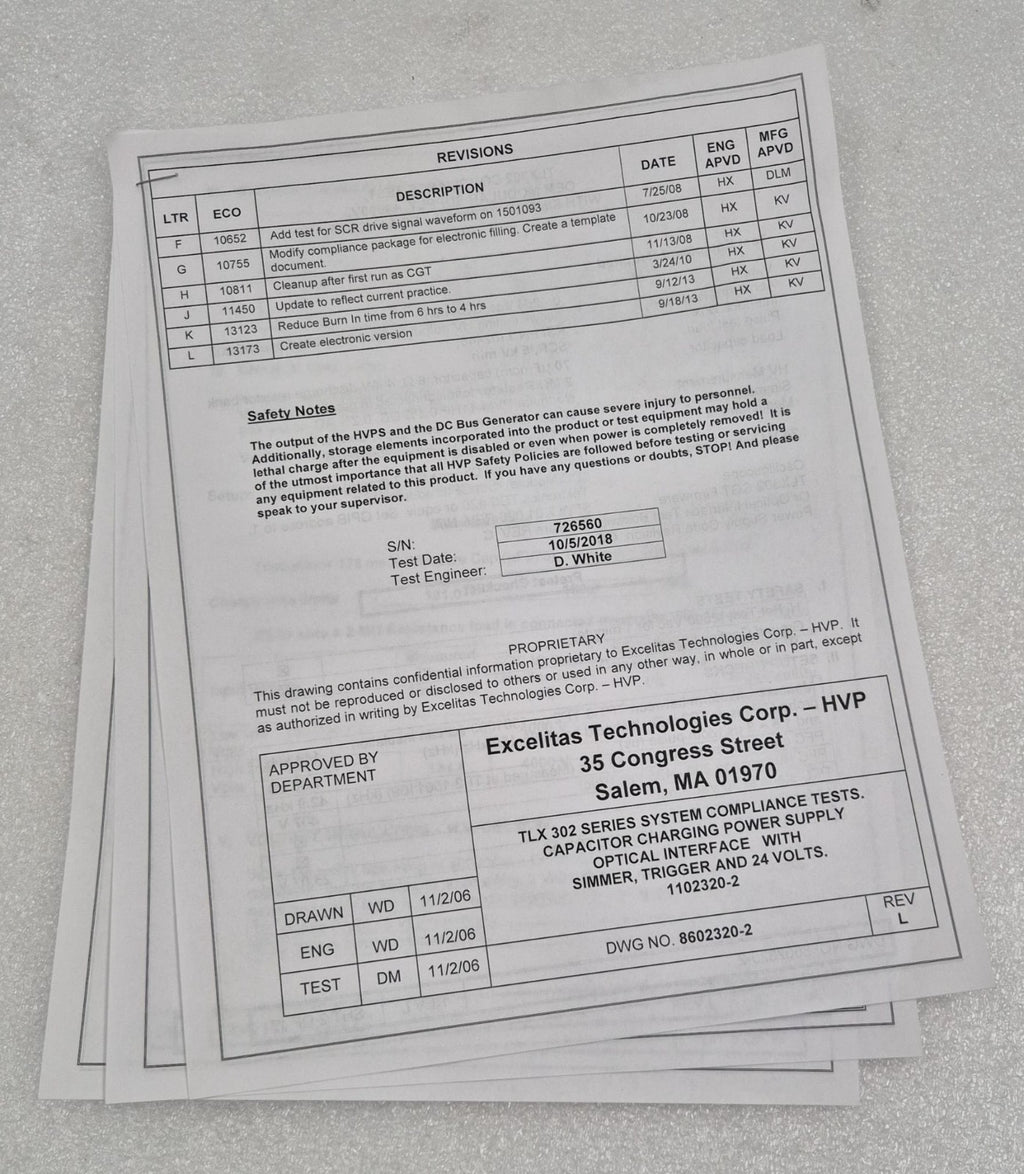 REVISIONS
LTR ECO DESCRIPTION DATE ENG APVD MFG APVD
F 10652 Add test for SCR drive signal waveform on 1501093 7/25/08 HX DLM
G 10755 Modify compliance package for electronic filling. Create a template document. 10/23/08 HX KV
H 10811 Cleanup after first run as CGT 11/13/08 HX KV
J 11450 Update to reflect current practice. 3/24/10 HX KV
K 13123 Reduce Burn In time from 6 hrs to 4 hrs 9/12/13 HX KV
L 13173 Create electronic version 9/18/13 HX KV
Safety Notes
The output of the HVPS and the DC Bus Generator can cause severe injury to personnel.
Additionally, storage elements incorporated into the product or test equipment may hold a
lethal charge after the equipment is disabled or even when power is completely removed! It is
of the utmost importance that all HVP Safety Policies are followed before testing or servicing
any equipment related to this product. If you have any questions or doubts, STOP! And please
speak to your supervisor.
S/N: 726560
Test Date: 10/5/2018
Test Engineer: D. White
PROPRIETARY
This drawing contains confidential information proprietary to Excelitas Technologies Corp. – HVP. It
must not be reproduced or disclosed to others or used in any other way, in whole or in part, except
as authorized in writing by Excelitas Technologies Corp. – HVP.
APPROVED BY
DEPARTMENT
Excelitas Technologies Corp. – HVP
35 Congress Street
Salem, MA 01970
TLX 302 SERIES SYSTEM COMPLIANCE TESTS.
CAPACITOR CHARGING POWER SUPPLY
OPTICAL INTERFACE WITH
SIMMER, TRIGGER AND 24 VOLTS.
1102320-2
DRAWN WD 11/2/06
ENG WD 11/2/06
TEST DM 11/2/06
DWG NO. 8602320-2
REV
L